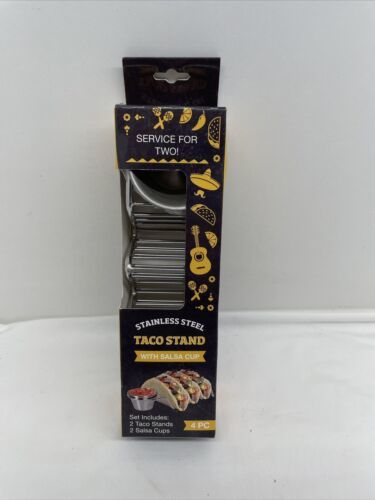 SERVICE FOR
TWO!
STAINLESS STEEL
TACO STAND
WITH SALSA CUP
Set Includes:
2 Taco Stands
2 Salsa Cups
4 PC